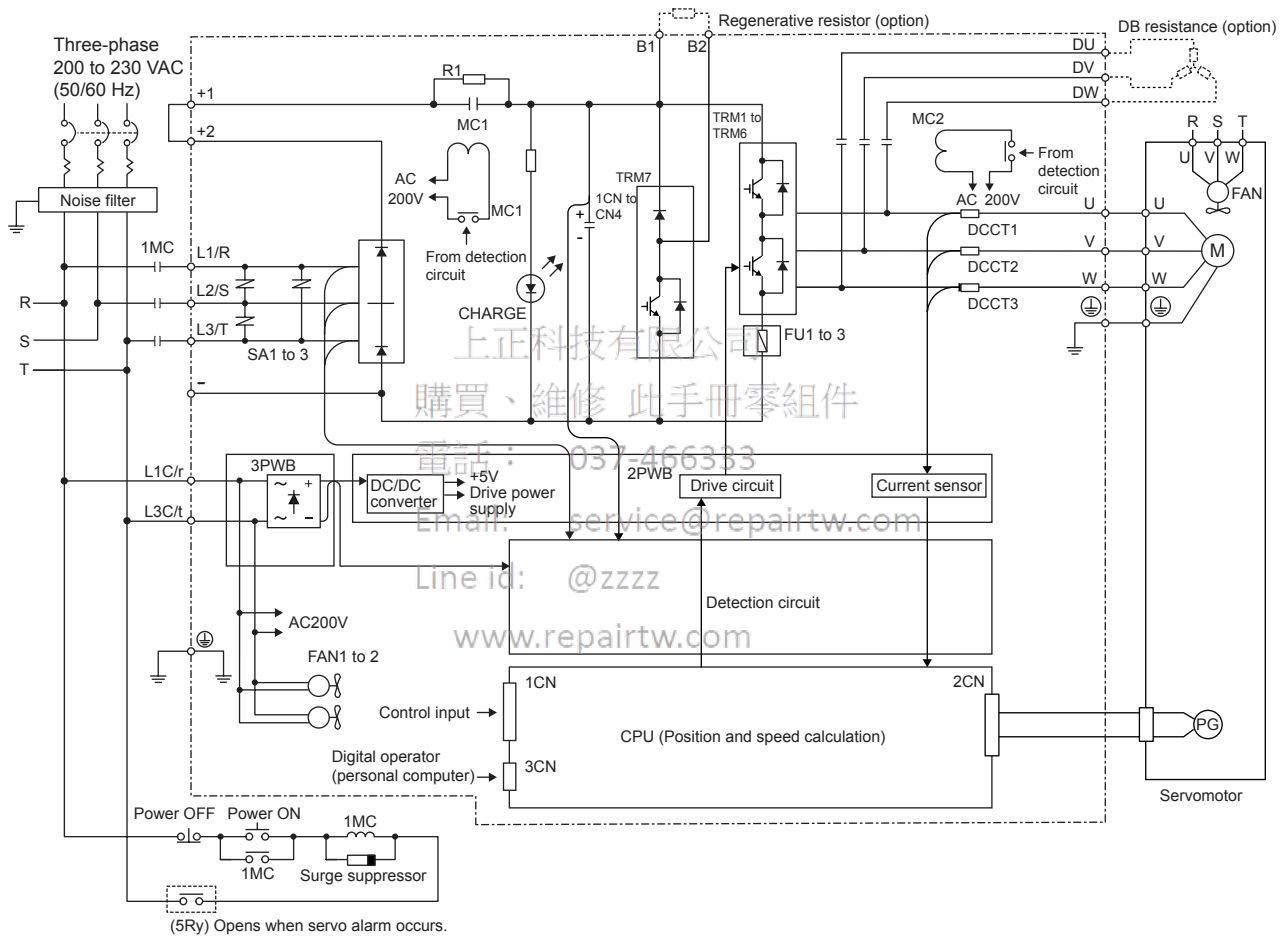 Regenerative resistor (option)
DB resistance (option)
Three-phase
200 to 230 VAC
(50/60 Hz)
B1
B2
DU
DV
DW
R1
+1
MC1
+2
TRM1 to
TRM6
MC2
From
detection
circuit
AC 200V
R S T
U V W
FAN
AC
200V
MC1
From detection
circuit
TRM7
1CN to
CN4
+
-
Noise filter
1MC
L1/R
L2/S
L3/T
R
S
T
SA1 to 3
CHARGE
U
V
W
DCCT1
DCCT2
DCCT3
U
V
W
M
FU1 to 3
-
上正科技有限公司
購買、維修 此手冊零組件
電話： 037-466333
Email: service@repairtw.com
Line id: @zzzz
www.repairtw.com
L1C/r
L3C/t
3PWB
~ +
~ –
DC/DC
converter
+5V
Drive power
supply
2PWB
Drive circuit
Current sensor
Detection circuit
AC200V
FAN1 to 2
1CN
2CN
Control input
CPU (Position and speed calculation)
Digital operator
(personal computer)
3CN
PG
Servomotor
Power OFF
Power ON
1MC
1MC
Surge suppressor
(5Ry) Opens when servo alarm occurs.